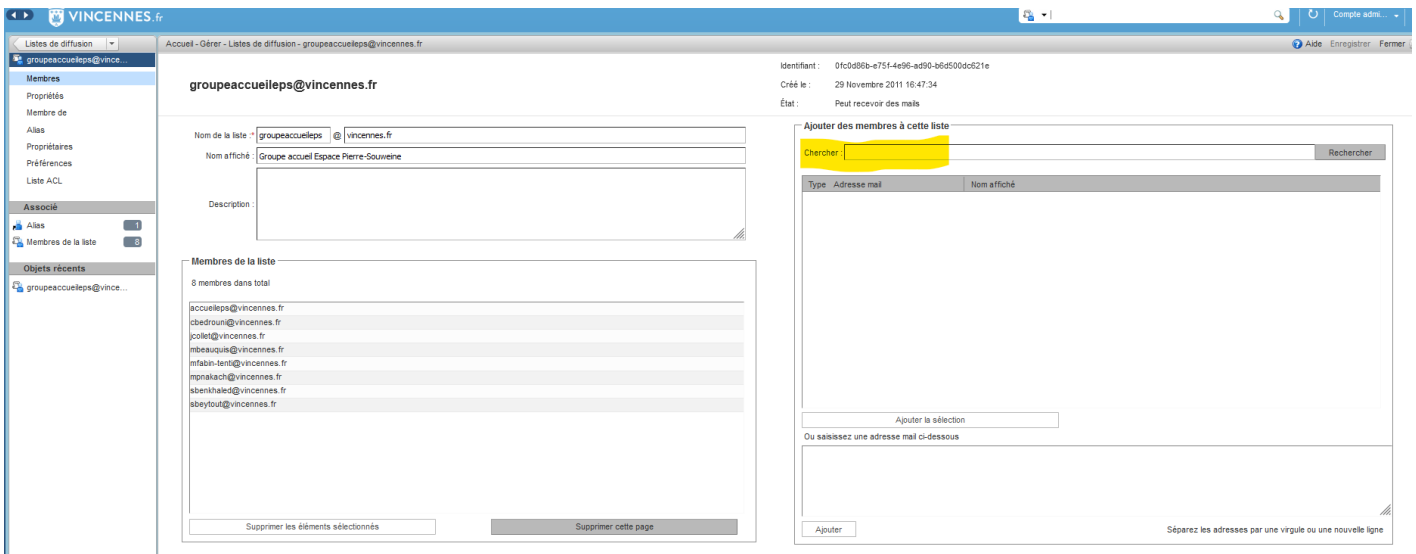 VINCENNES.fr
Compte admi...
Listes de diffusion
Accueil - Gérer - Listes de diffusion - groupeaccueileps@vincennes.fr
Aide Enregistrer Fermer
groupeaccueileps@vince...
Membres
Propriétés
Membre de
Alias
Propriétaires
Préférences
Liste ACL
Associé
Alias 1
Membres de la liste 8
Objets récents
groupeaccueileps@vince...
groupeaccueileps@vincennes.fr
Identifiant : 0fc0d86b-e75f-4e96-ad90-b6d500dc621e
Créé le : 29 Novembre 2011 16:47:34
État : Peut recevoir des mails
Nom de la liste :* groupeaccueileps @ vincennes.fr
Nom affiché : Groupe accueil Espace Pierre-Souweine
Description :
Membres de la liste
8 membres dans total
accueileps@vincennes.fr
cbedrouni@vincennes.fr
jcollet@vincennes.fr
mbeauquis@vincennes.fr
mfabin-tenti@vincennes.fr
mpnakach@vincennes.fr
sbenkhaled@vincennes.fr
sbeytout@vincennes.fr
Supprimer les éléments sélectionnés Supprimer cette page
Ajouter des membres à cette liste
Chercher : Rechercher
Type Adresse mail Nom affiché
Ajouter la sélection
Ou saisissez une adresse mail ci-dessous
Ajouter Séparez les adresses par une virgule ou une nouvelle ligne